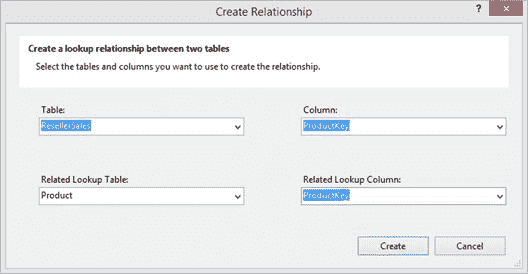 Create Relationship
?
Create a lookup relationship between two tables
Select the tables and columns you want to use to create the relationship.
Table:
Column:
ResellerSales
ProductKey
Related Lookup Table:
Related Lookup Column:
Product
ProductKey
Create
Cancel